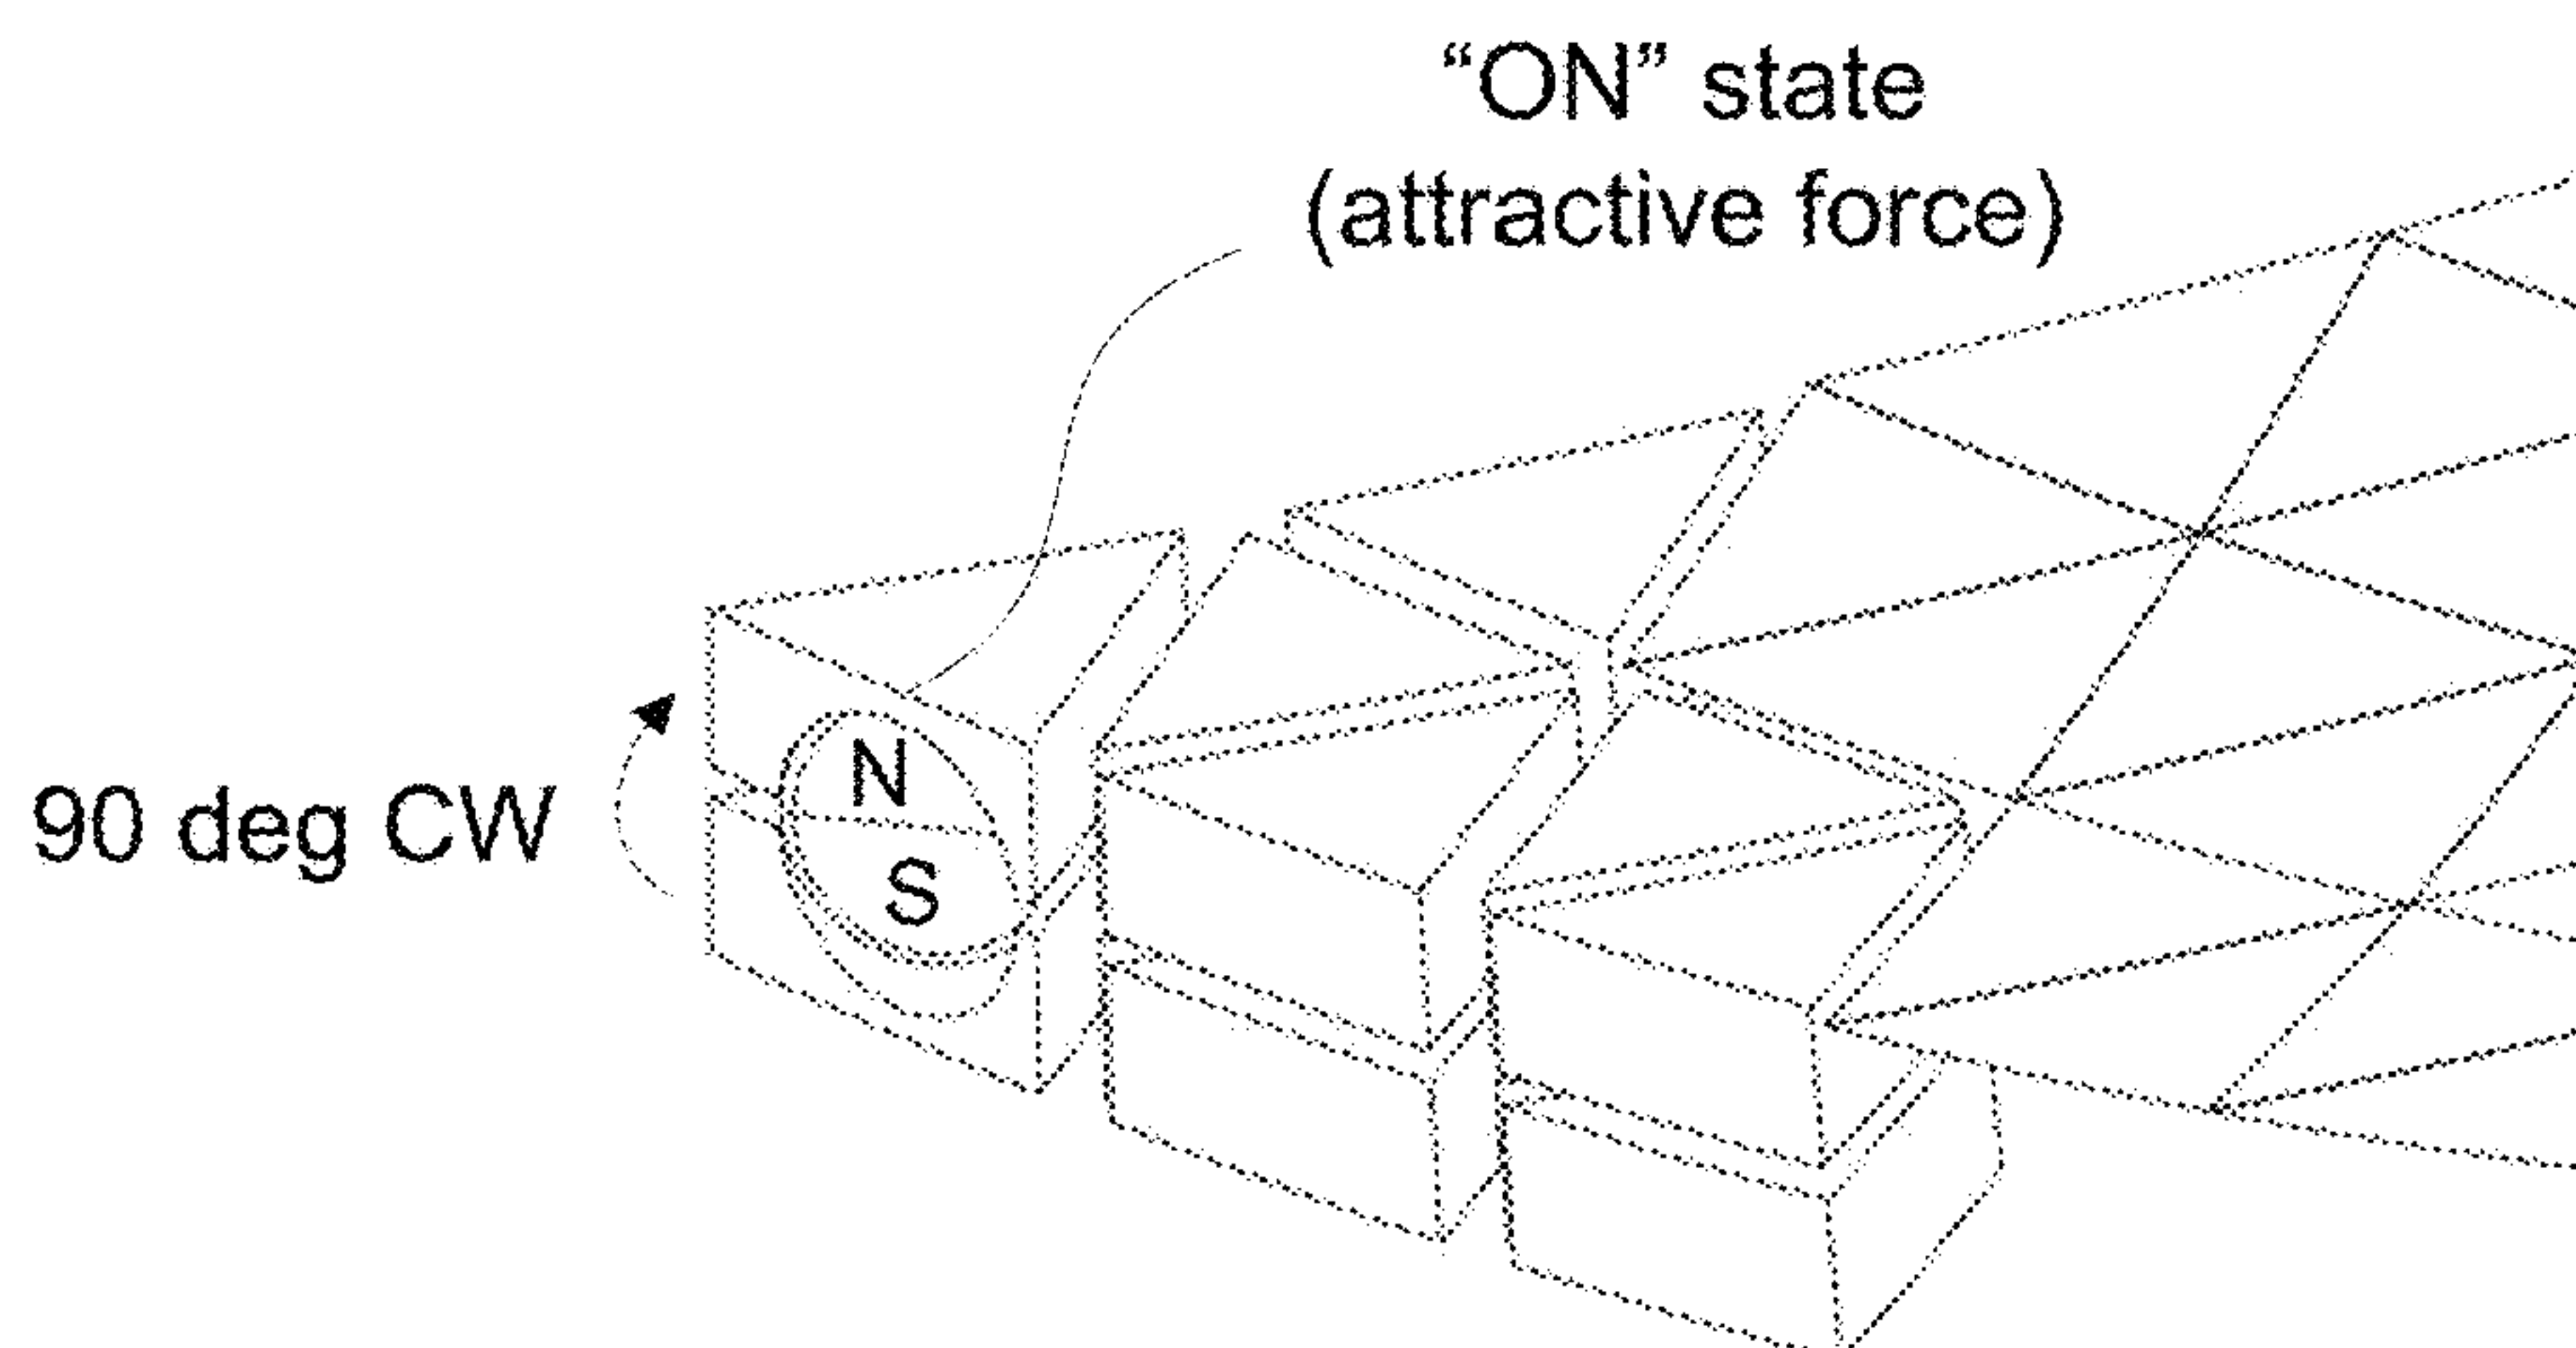 “ON” state
(attractive force)
N
90 deg CW
S